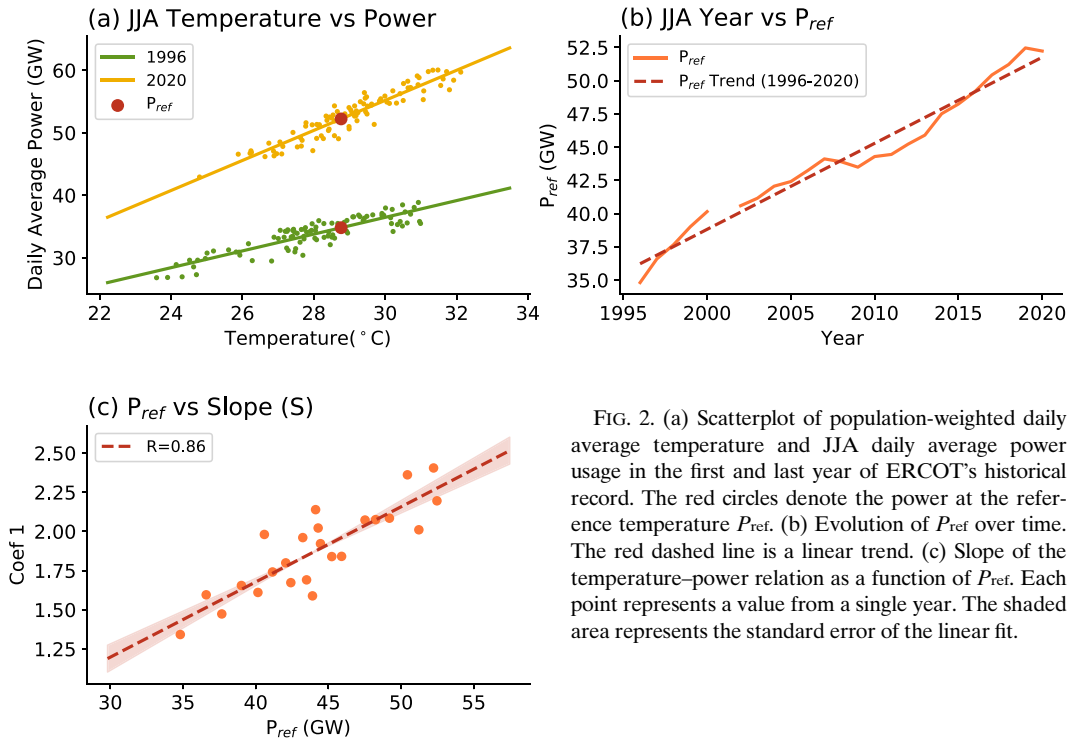 (a) JJA Temperature vs Power
Daily Average Power (GW)
60
50
40
30
1996
2020
P_ref
22
24
26
28
30
32
34
Temperature(°C)
(b) JJA Year vs P_ref
P_ref (GW)
52.5
50.0
47.5
45.0
42.5
40.0
37.5
35.0
P_ref
P_ref Trend (1996-2020)
1995
2000
2005
2010
2015
2020
Year
(c) P_ref vs Slope (S)
Coef 1
2.50
2.25
2.00
1.75
1.50
1.25
R=0.86
30
35
40
45
50
55
P_ref (GW)
FIG. 2. (a) Scatterplot of population-weighted daily
average temperature and JJA daily average power
usage in the first and last year of ERCOT's historical
record. The red circles denote the power at the refer-
ence temperature P_ref. (b) Evolution of P_ref over time.
The red dashed line is a linear trend. (c) Slope of the
temperature–power relation as a function of P_ref. Each
point represents a value from a single year. The shaded
area represents the standard error of the linear fit.